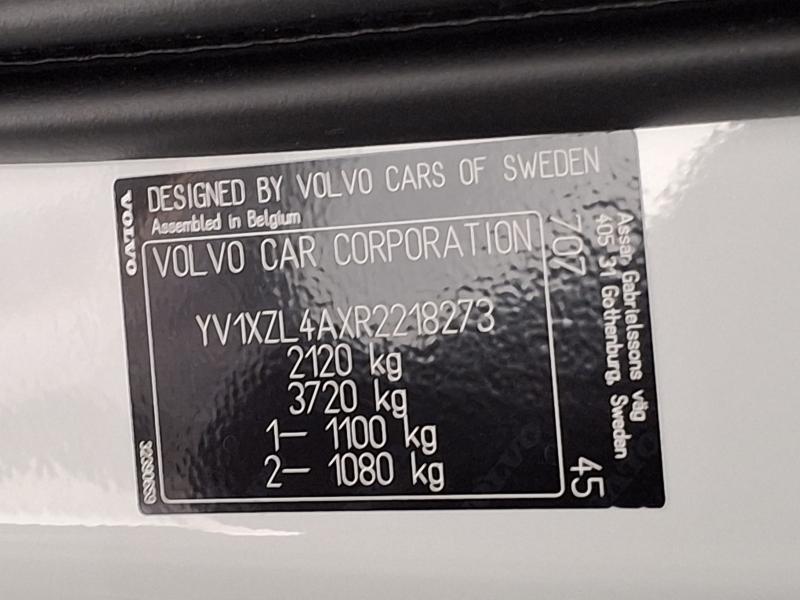 VOLVO
DESIGNED BY VOLVO CARS OF SWEDEN
Assembled in Belgium
VOLVO CAR CORPORATION
YV1XZL4AXR2218273
2120 kg
3720 kg
1– 1100 kg
2– 1080 kg
707
45
Assar Gabrielssons väg
405 31 Gothenburg, Sweden